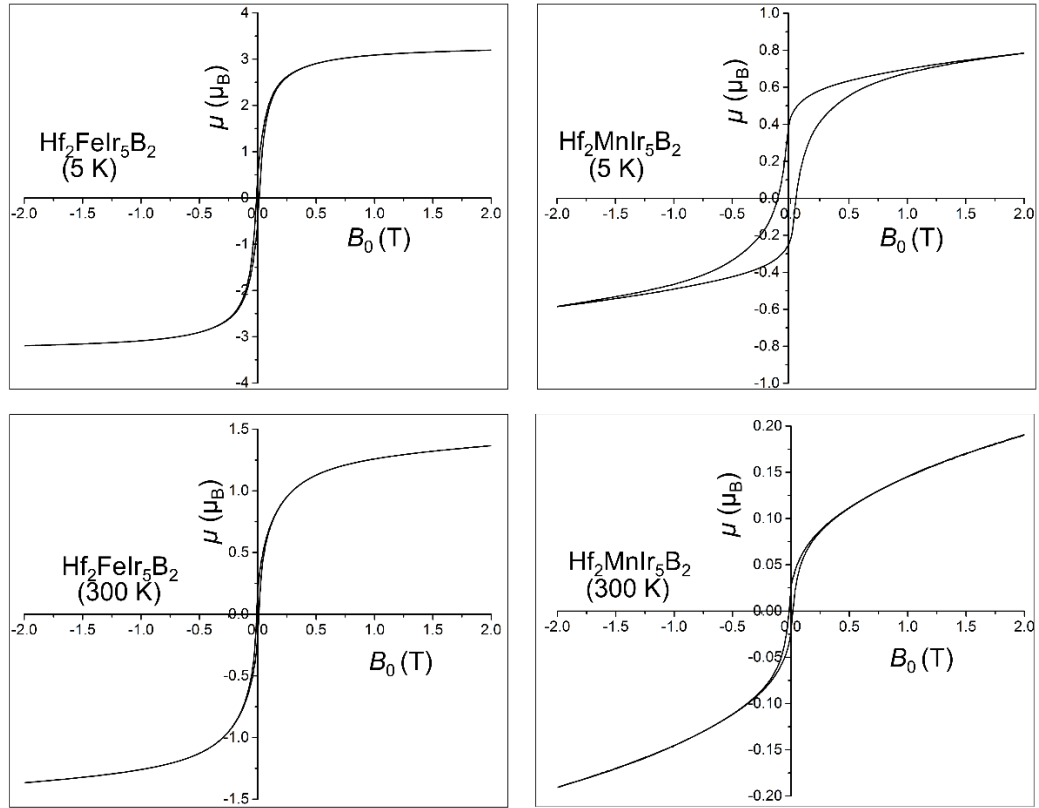 4
3
2
1
0
-1
-2
-3
-4
μ (μB)
Hf₂FeIr₅B₂
(5 K)
-2.0 -1.5 -1.0 -0.5 0.0 0.5 1.0 1.5 2.0
B₀ (T)
1.0
0.8
0.6
0.4
0.2
0.0
-0.2
-0.4
-0.6
-0.8
-1.0
μ (μB)
Hf₂MnIr₅B₂
(5 K)
-2.0 -1.5 -1.0 -0.5 0.0 0.5 1.0 1.5 2.0
B₀ (T)
1.5
1.0
0.5
0.0
-0.5
-1.0
-1.5
μ (μB)
Hf₂FeIr₅B₂
(300 K)
-2.0 -1.5 -1.0 -0.5 0.0 0.5 1.0 1.5 2.0
B₀ (T)
0.20
0.15
0.10
0.05
0.00
-0.05
-0.10
-0.15
-0.20
μ (μB)
Hf₂MnIr₅B₂
(300 K)
-2.0 -1.5 -1.0 -0.5 0.0 0.5 1.0 1.5 2.0
B₀ (T)